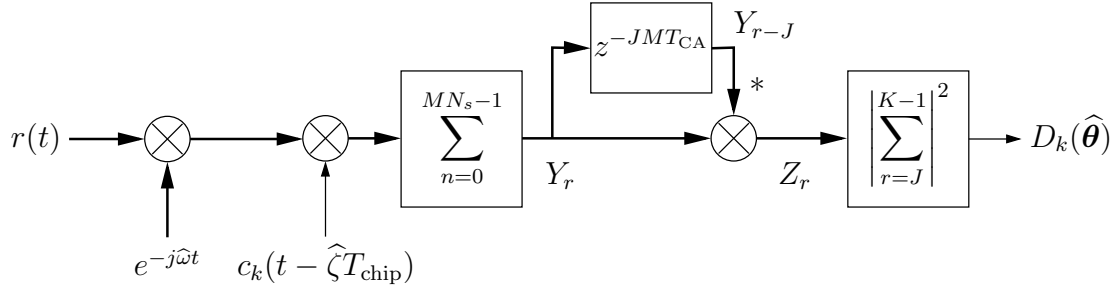 z^{-JMT_{CA}}
Y_{r-J}
*
r(t)
\sum_{n=0}^{MN_s-1}
Y_r
Z_r
\left|\sum_{r=J}^{K-1}\right|^2
D_k(\widehat{\boldsymbol{\theta}})
e^{-j\widehat{\omega}t}
c_k(t - \widehat{\zeta}T_{chip})